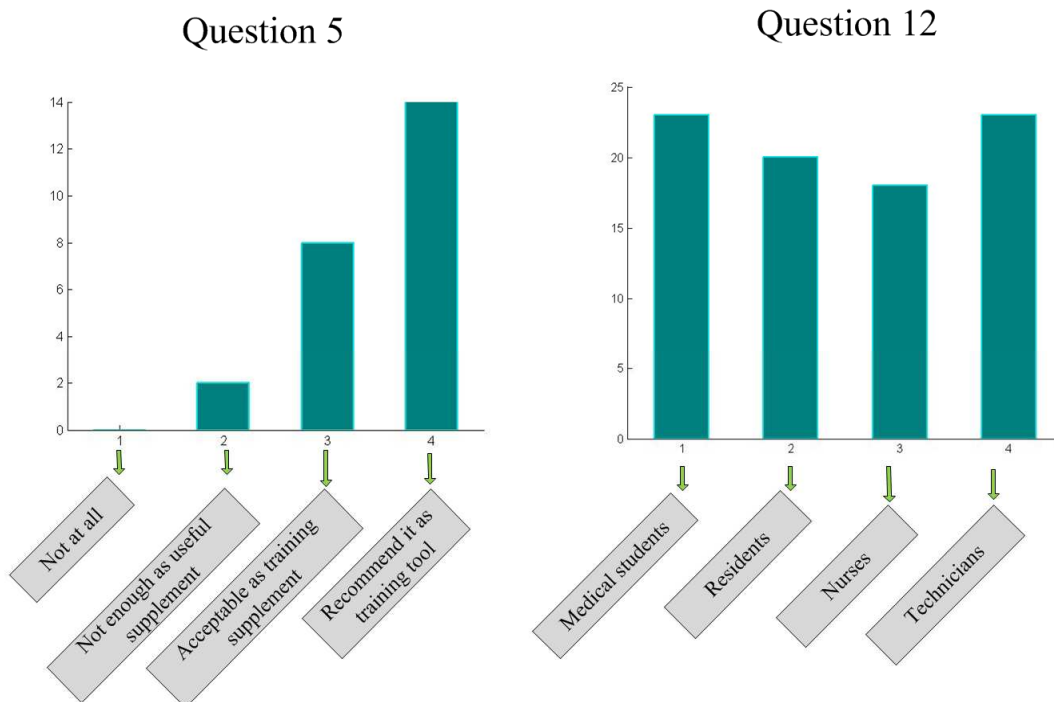 Question 5
14
12
10
8
6
4
2
0
1
2
3
4
Not at all
Not enough as useful
supplement
Acceptable as training
supplement
Recommend it as
training tool
Question 12
25
20
15
10
5
0
1
2
3
4
Medical students
Residents
Nurses
Technicians